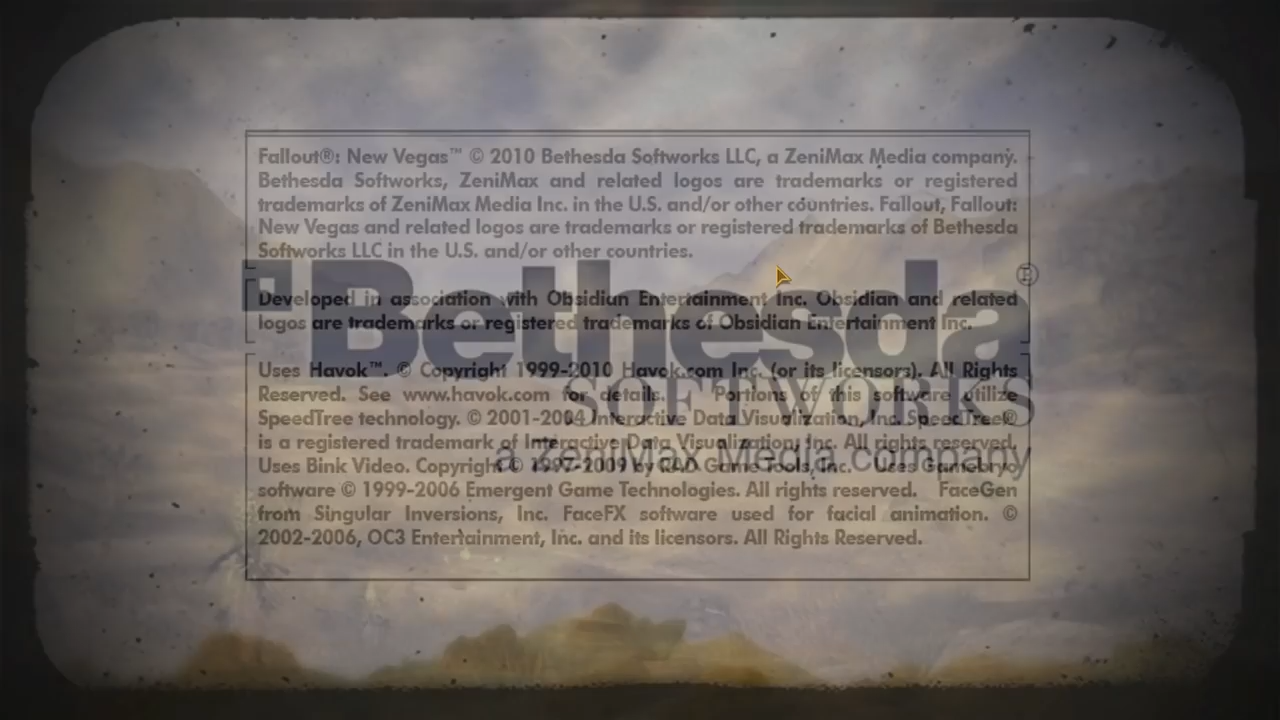 Fallout®: New Vegas™ © 2010 Bethesda Softworks LLC, a ZeniMax Media company.
Bethesda Softworks, ZeniMax and related logos are trademarks or registered
trademarks of ZeniMax Media Inc. in the U.S. and/or other countries. Fallout, Fallout:
New Vegas and related logos are trademarks or registered trademarks of Bethesda
Softworks LLC in the U.S. and/or other countries.
Bethesda®
SOFTWORKS
a ZeniMax Media company
Developed in association with Obsidian Entertainment Inc. Obsidian and related
logos are trademarks or registered trademarks of Obsidian Entertainment Inc.
Uses Havok™. © Copyright 1999-2010 Havok.com Inc. (or its licensors). All Rights
Reserved. See www.havok.com for details. Portions of this software utilize
SpeedTree technology. © 2001-2004 Interactive Data Visualization, Inc. SpeedTree®
is a registered trademark of Interactive Data Visualization, Inc. All rights reserved.
Uses Bink Video. Copyright © 1997-2009 by RAD Game Tools, Inc. Uses Gamebryo
software © 1999-2006 Emergent Game Technologies. All rights reserved. FaceGen
from Singular Inversions, Inc. FaceFX software used for facial animation. ©
2002-2006, OC3 Entertainment, Inc. and its licensors. All Rights Reserved.